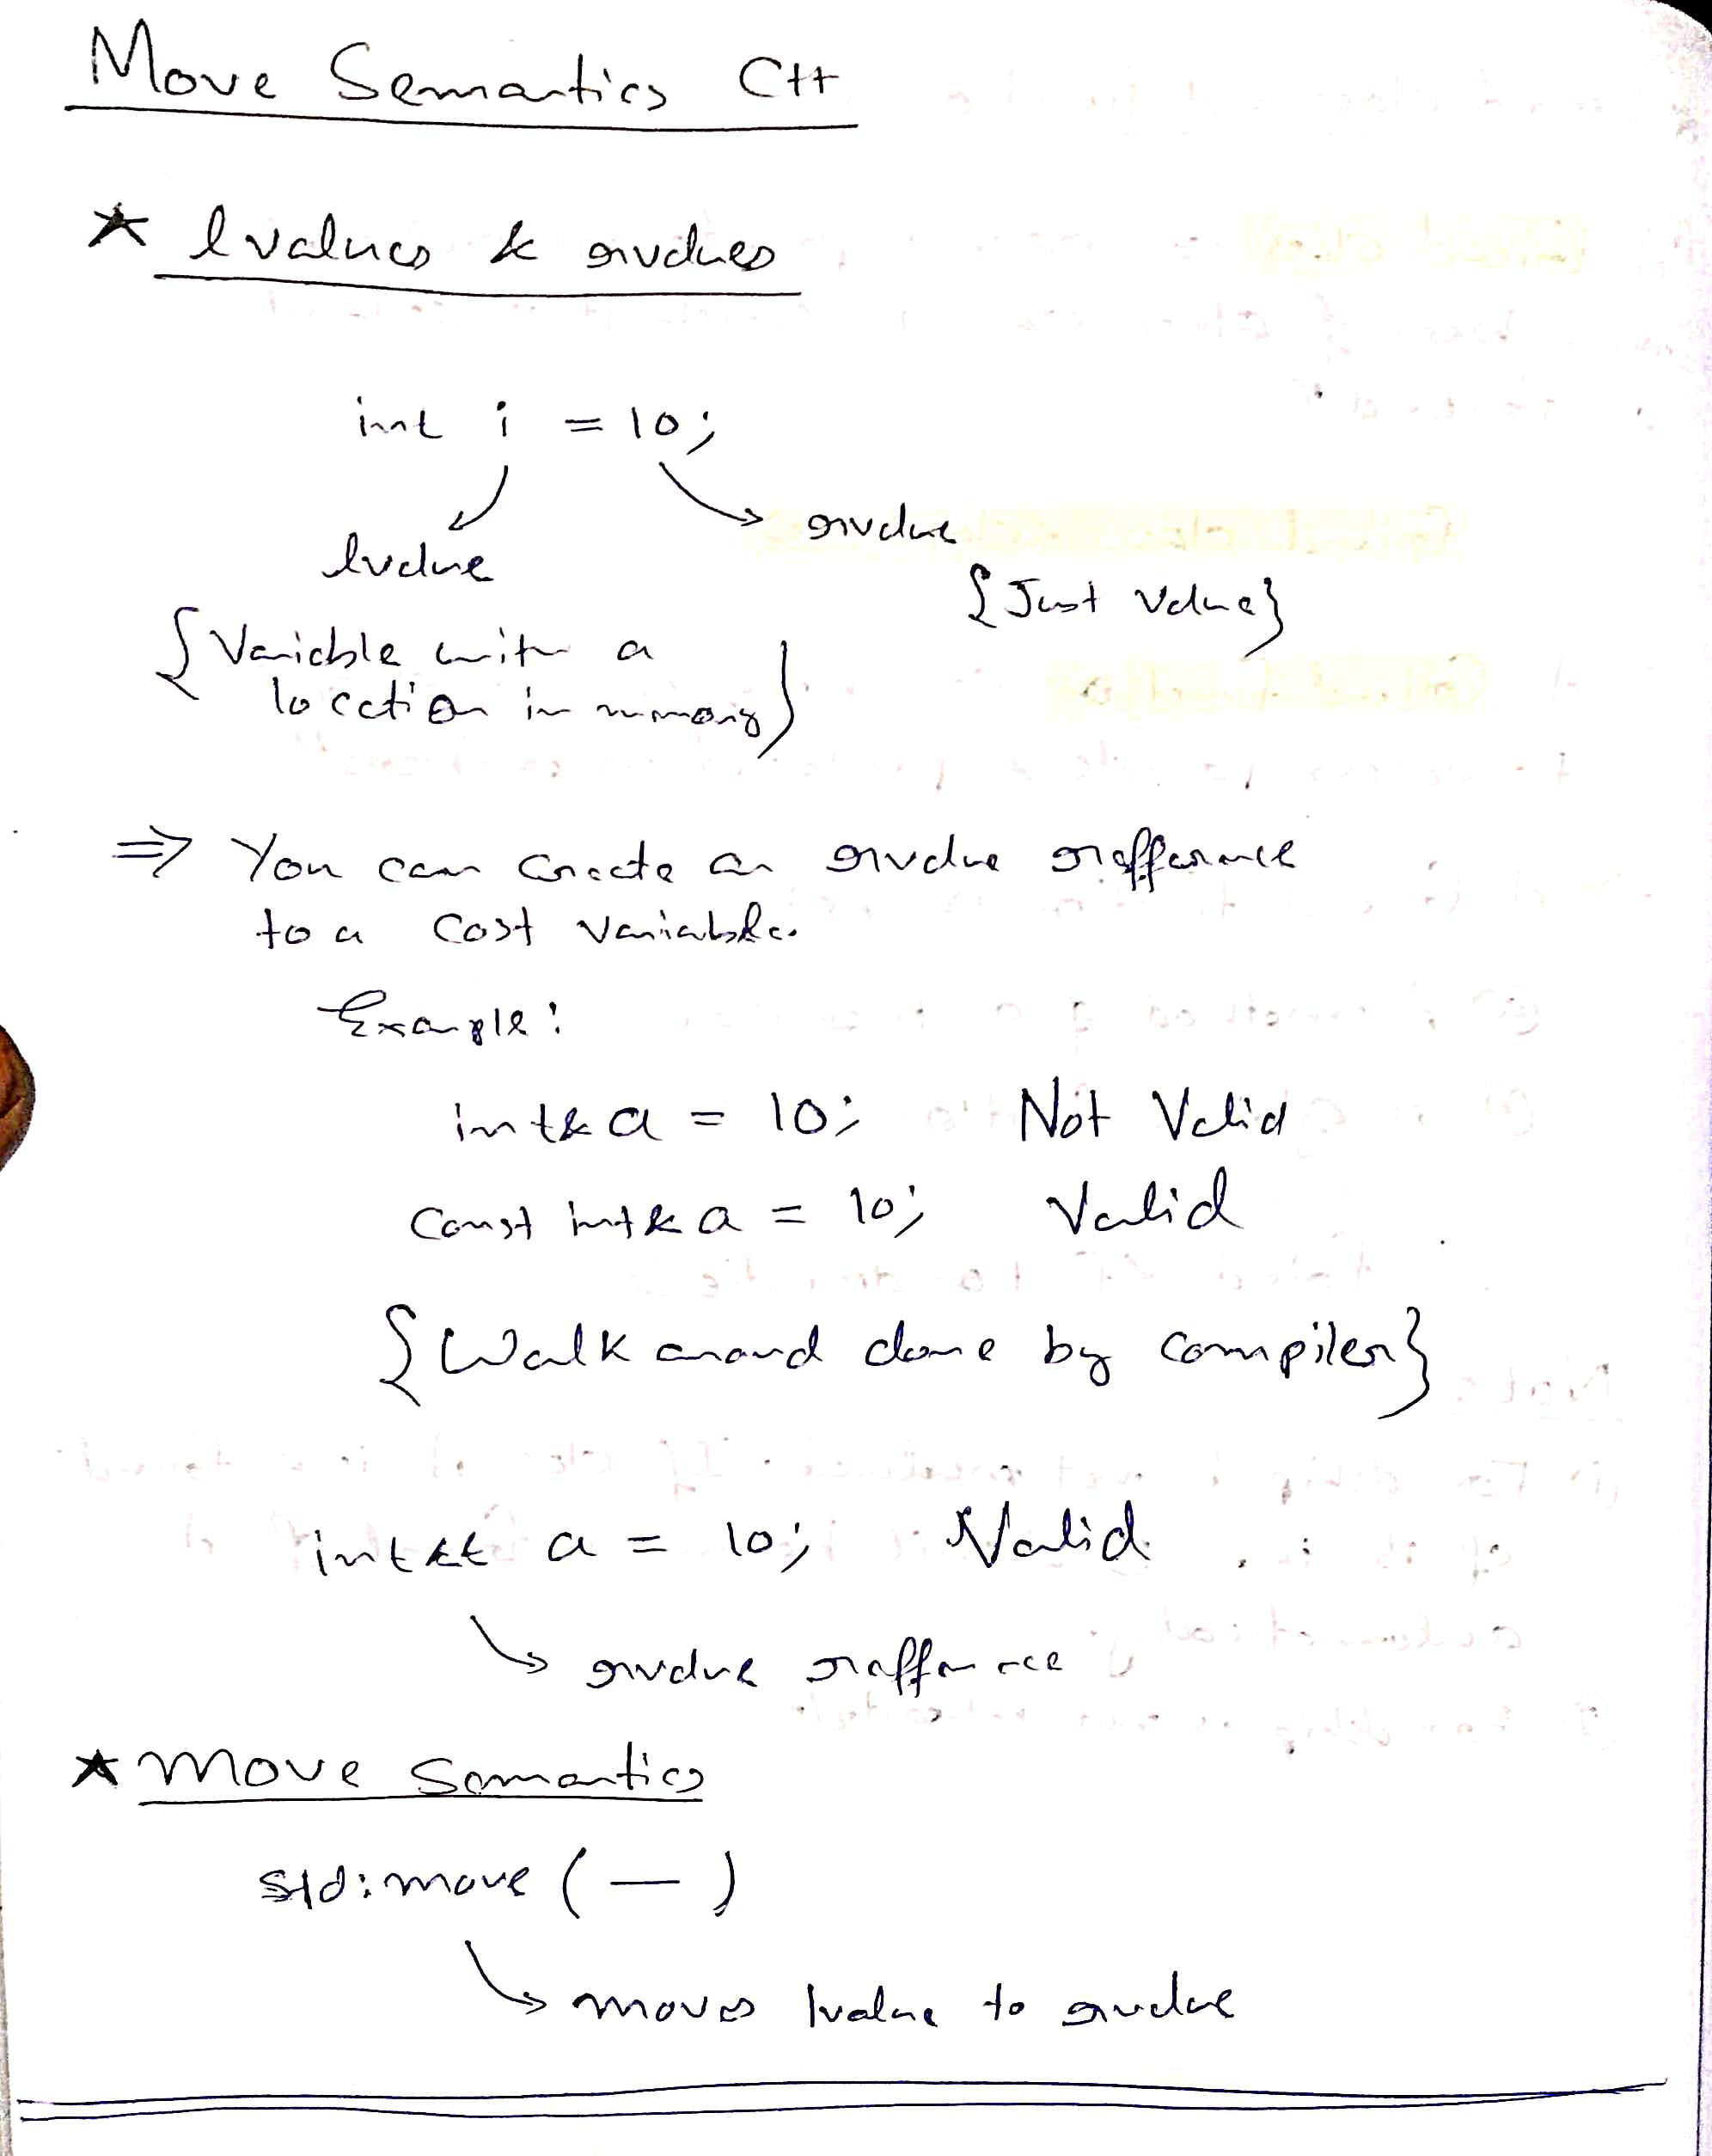 Move Semantics C++
★ lvalues & rvalues
int i = 10;
rvalue
lvalue
{Just value}
{Variable with a
location in memory}
⇒ You can create an rvalue refference
to a cost variable.
Example:
int& a = 10; Not Valid
const int& a = 10; Valid
{Walk around done by compiler}
int&& a = 10; Valid
rvalue refference
★ Move Semantics
std:move ( — )
moves lvalue to rvalue